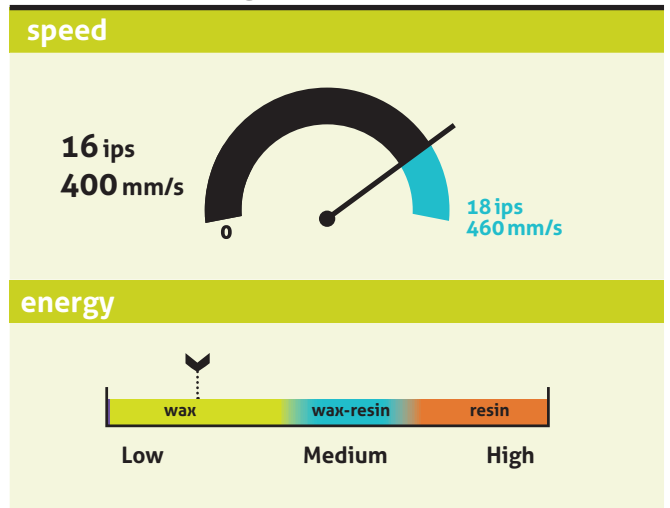 speed
16 ips
400 mm/s
0
18 ips
460 mm/s
energy
wax wax-resin resin
Low Medium High